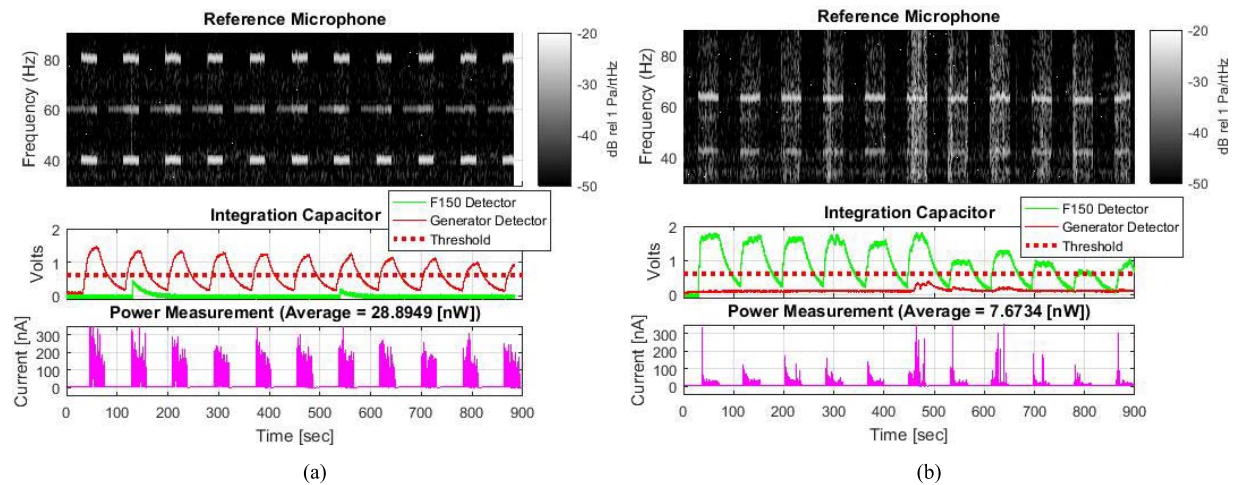 Reference Microphone
80
60
40
Frequency (Hz)
-20
-30
-40
-50
dB rel 1 Pa/rtHz
F150 Detector
Generator Detector
Threshold
Integration Capacitor
2
1
0
Volts
Power Measurement (Average = 28.8949 [nW])
300
200
100
0
Current [nA]
0 100 200 300 400 500 600 700 800 900
Time [sec]
(a)
Reference Microphone
80
60
40
Frequency (Hz)
-20
-30
-40
-50
dB rel 1 Pa/rtHz
F150 Detector
Generator Detector
Threshold
Integration Capacitor
2
1
0
Volts
Power Measurement (Average = 7.6734 [nW])
300
200
100
0
Current [nA]
0 100 200 300 400 500 600 700 800 900
Time [sec]
(b)